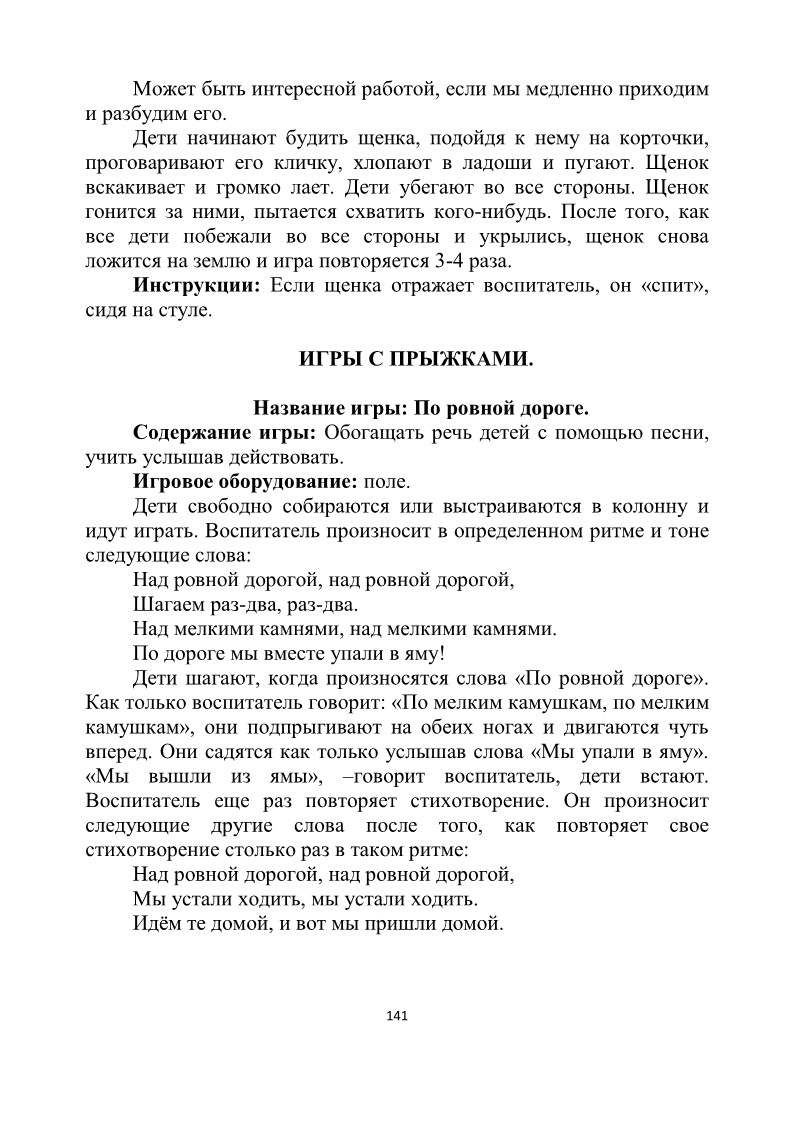 Может быть интересной работой, если мы медленно приходим
и разбудим его.
Дети начинают будить щенка, подойдя к нему на корточки,
проговаривают его кличку, хлопают в ладоши и пугают. Щенок
вскакивает и громко лает. Дети убегают во все стороны. Щенок
гонится за ними, пытается схватить кого-нибудь. После того, как
все дети побежали во все стороны и укрылись, щенок снова
ложится на землю и игра повторяется 3-4 раза.
Инструкции: Если щенка отражает воспитатель, он «спит»,
сидя на стуле.
ИГРЫ С ПРЫЖКАМИ.
Название игры: По ровной дороге.
Содержание игры: Обогащать речь детей с помощью песни,
учить услышав действовать.
Игровое оборудование: поле.
Дети свободно собираются или выстраиваются в колонну и
идут играть. Воспитатель произносит в определенном ритме и тоне
следующие слова:
Над ровной дорогой, над ровной дорогой,
Шагаем раз-два, раз-два.
Над мелкими камнями, над мелкими камнями.
По дороге мы вместе упали в яму!
Дети шагают, когда произносятся слова «По ровной дороге».
Как только воспитатель говорит: «По мелким камушкам, по мелким
камушкам», они подпрыгивают на обеих ногах и двигаются чуть
вперед. Они садятся как только услышав слова «Мы упали в яму».
«Мы вышли из ямы», –говорит воспитатель, дети встают.
Воспитатель еще раз повторяет стихотворение. Он произносит
следующие другие слова после того, как повторяет свое
стихотворение столько раз в таком ритме:
Над ровной дорогой, над ровной дорогой,
Мы устали ходить, мы устали ходить.
Идём те домой, и вот мы пришли домой.
141